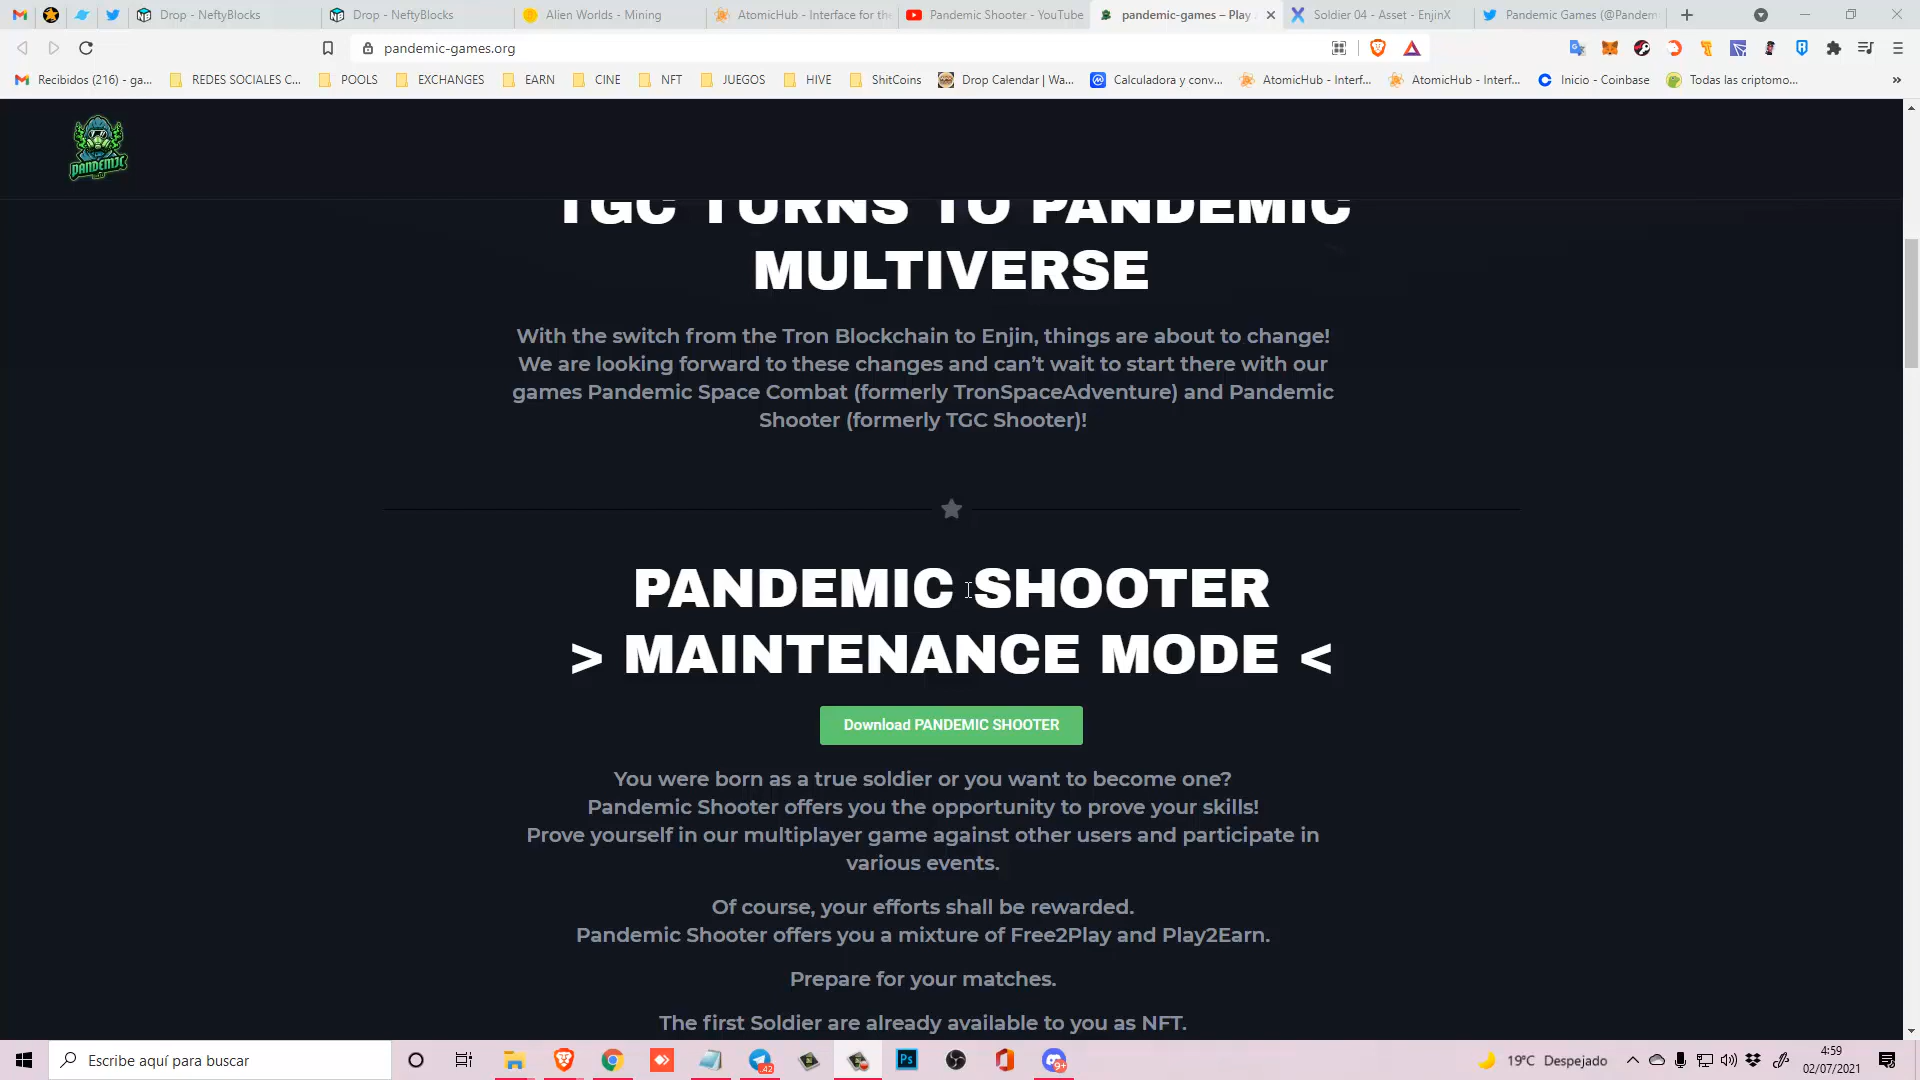 Drop - NeftyBlocks
Drop - NeftyBlocks
Alien Worlds - Mining
AtomicHub - Interface for the
Pandemic Shooter - YouTube
pandemic-games – Play
Soldier 04 - Asset - EnjinX
Pandemic Games (@Pandem
pandemic-games.org
Recibidos (216) - ga...
REDES SOCIALES C...
POOLS
EXCHANGES
EARN
CINE
NFT
JUEGOS
HIVE
ShitCoins
Drop Calendar | Wa...
Calculadora y conv...
AtomicHub - Interf...
AtomicHub - Interf...
Inicio - Coinbase
Todas las criptomo...
»
PANDEMIC
TGC TURNS TO PANDEMIC
MULTIVERSE
With the switch from the Tron Blockchain to Enjin, things are about to change!
We are looking forward to these changes and can’t wait to start there with our
games Pandemic Space Combat (formerly TronSpaceAdventure) and Pandemic
Shooter (formerly TGC Shooter)!
PANDEMIC SHOOTER
> MAINTENANCE MODE <
Download PANDEMIC SHOOTER
You were born as a true soldier or you want to become one?
Pandemic Shooter offers you the opportunity to prove your skills!
Prove yourself in our multiplayer game against other users and participate in
various events.
Of course, your efforts shall be rewarded.
Pandemic Shooter offers you a mixture of Free2Play and Play2Earn.
Prepare for your matches.
The first Soldier are already available to you as NFT.
Escribe aquí para buscar
42
Ps
9+
19°C Despejado
4:59
02/07/2021